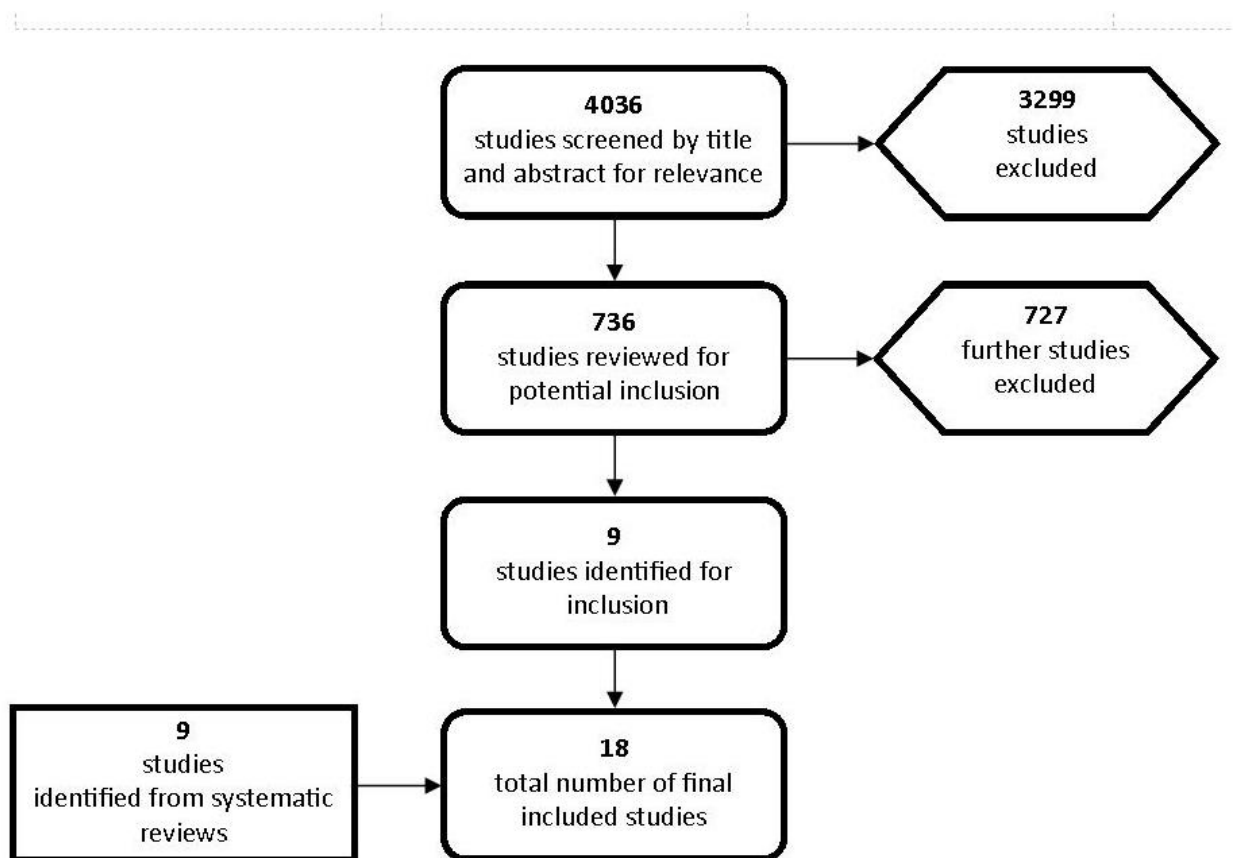 4036
studies screened by title
and abstract for relevance
3299
studies
excluded
736
studies reviewed for
potential inclusion
727
further studies
excluded
9
studies identified for
inclusion
9
studies
identified from systematic
reviews
18
total number of final
included studies